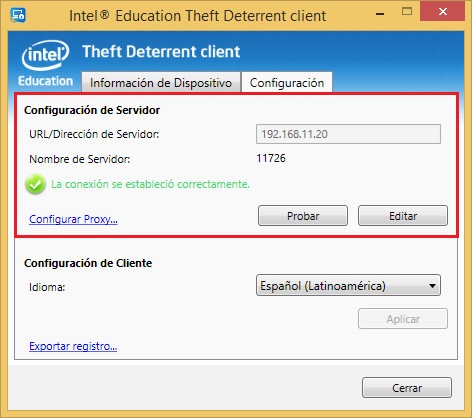 Intel® Education Theft Deterrent client
intel
Education
Theft Deterrent client
Información de Dispositivo
Configuración
Configuración de Servidor
URL/Dirección de Servidor:
192.168.11.20
Nombre de Servidor:
11726
La conexión se estableció correctamente.
Configurar Proxy...
Probar
Editar
Configuración de Cliente
Idioma:
Español (Latinoamérica)
Aplicar
Exportar registro...
Cerrar